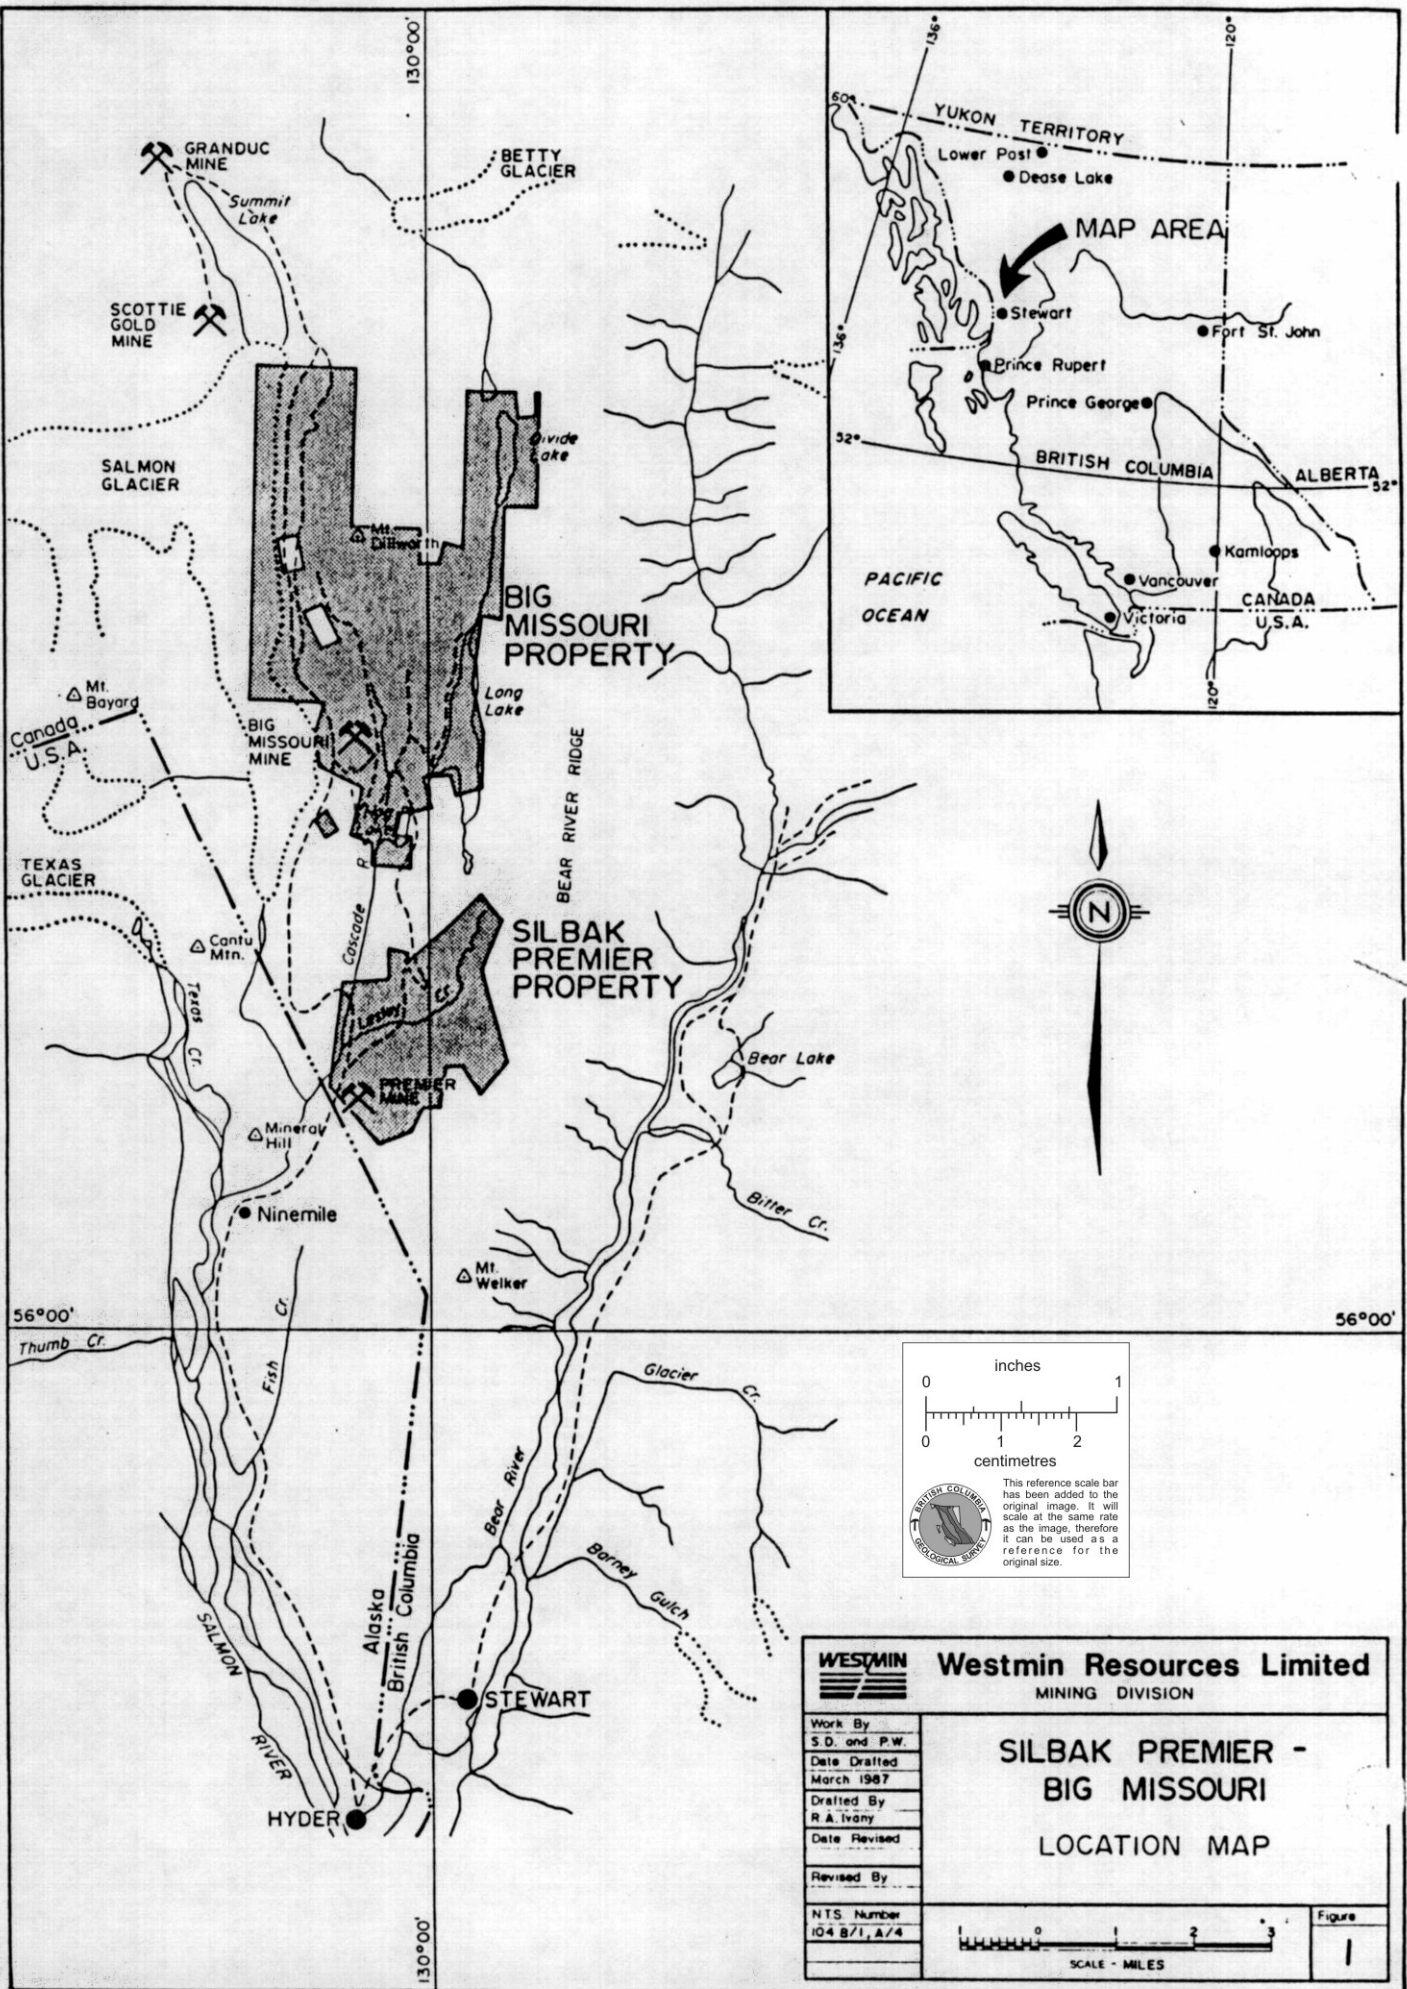 130°00'
GRANDUC
MINE
Summit
Lake
BETTY
GLACIER
SCOTTIE
GOLD
MINE
SALMON
GLACIER
Divide
Lake
Mt.
Dillworth
BIG
MISSOURI
PROPERTY
Mt.
Bayard
Long
Lake
Canada
U.S.A.
BIG
MISSOURI
MINE
BEAR RIVER RIDGE
TEXAS
GLACIER
Cascade R.
Cantu
Mtn.
SILBAK
PREMIER
PROPERTY
Texas Cr.
Lesley Cr.
Bear Lake
PREMIER
MINE
Mineral
Hill
Ninemile
Bitter Cr.
Mt.
Welker
56°00'
56°00'
Thumb Cr.
Fish Cr.
Glacier Cr.
Bear River
Barney Gulch
Alaska
British Columbia
SALMON RIVER
STEWART
HYDER
130°00'
136°
120°
60°
YUKON TERRITORY
Lower Post
Dease Lake
MAP AREA
Stewart
Fort St. John
136°
Prince Rupert
Prince George
52°
BRITISH COLUMBIA
ALBERTA
52°
Kamloops
PACIFIC
OCEAN
Vancouver
Victoria
CANADA
U.S.A.
120°
N
inches
0 1
0 1 2
centimetres
BRITISH COLUMBIA
GEOLOGICAL SURVEY
This reference scale bar
has been added to the
original image. It will
scale at the same rate
as the image, therefore
it can be used as a
reference for the
original size.
WESTMIN
Westmin Resources Limited
MINING DIVISION
Work By
S.D. and P.W.
Date Drafted
March 1987
Drafted By
R.A. Ivany
Date Revised
Revised By
NTS Number
104 B/1, A/4
SILBAK PREMIER -
BIG MISSOURI
LOCATION MAP
1 0 1 2 3
SCALE - MILES
Figure
1